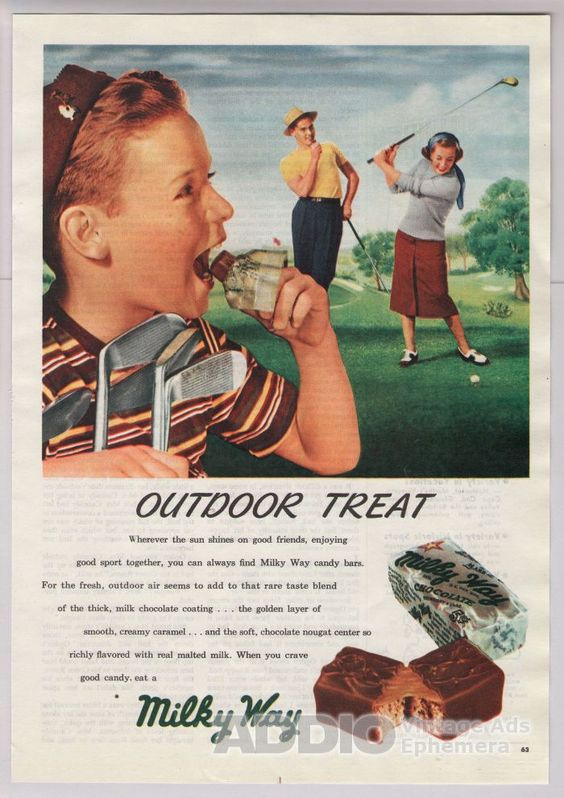 OUTDOOR TREAT
Wherever the sun shines on good friends, enjoying
good sport together, you can always find Milky Way candy bars.
For the fresh, outdoor air seems to add to that rare taste blend
of the thick, milk chocolate coating . . . the golden layer of
smooth, creamy caramel . . . and the soft, chocolate nougat center so
richly flavored with real malted milk. When you crave
good candy, eat a
Milky Way
MARS
Milky Way
CHOCOLATE
ADDIO Vintage Ads
Ephemera
63